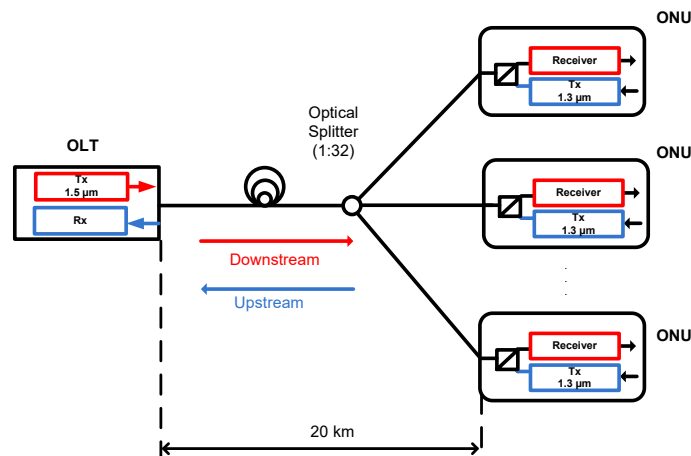 ONU
Receiver
Tx
1.3 µm
Optical
Splitter
(1:32)
OLT
Tx
1.5 µm
Rx
ONU
Receiver
Tx
1.3 µm
Downstream
Upstream
ONU
Receiver
Tx
1.3 µm
20 km